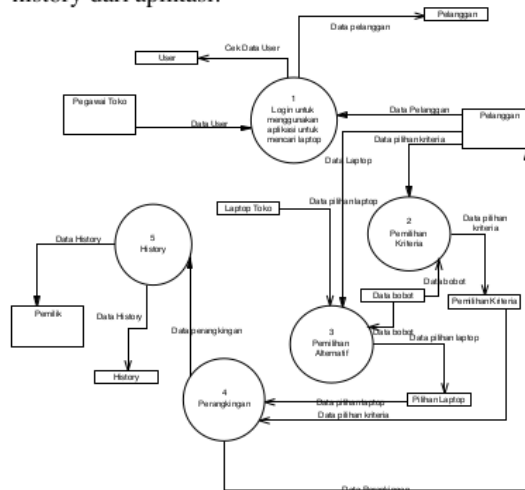 history dari aplikasi.
Pelanggan
Data pelanggan
Cek Data User
User
1
Login untuk
menggunakan
aplikasi untuk
mencari laptop
Pegawai Toko
Data User
Data Pelanggan
Pelanggan
Data pilihan kriteria
Data Laptop
Data pilihan laptop
Laptop Toko
2
Pemilihan
Kriteria
Data pilihan
kriteria
5
History
Data History
Data bobot
Data bobot
Pemilihan Kriteria
Pemilik
Data History
Data perangkingan
Data bobot
3
Pemilihan
Alternatif
Data pilihan laptop
History
4
Perangkingan
Data pilihan laptop
Pilihan Laptop
Data pilihan kriteria
Data Perangkingan